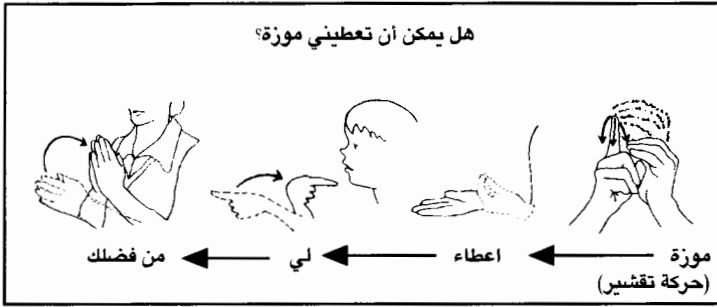 هل يمكن أن تعطيني موزة؟
موزة اعطاء لي من فضلك
(حركة تقشير)